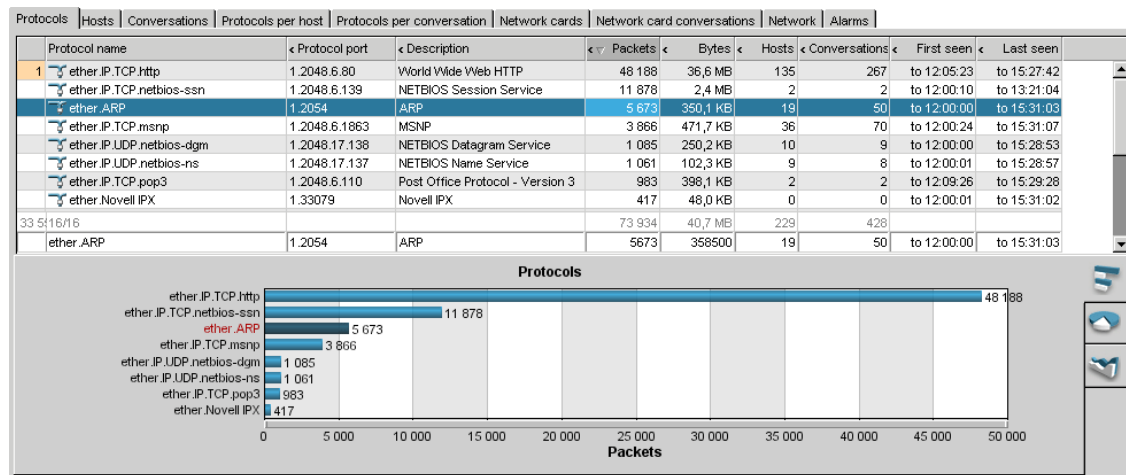 Protocols Hosts Conversations Protocols per host Protocols per conversation Network cards Network card conversations Network Alarms
Protocol name Protocol port Description Packets Bytes Hosts Conversations First seen Last seen
1 ether.IP.TCP.http 1.2048.6.80 World Wide Web HTTP 48 188 36,6 MB 135 267 to 12:05:23 to 15:27:42
ether.IP.TCP.netbios-ssn 1.2048.6.139 NETBIOS Session Service 11 878 2,4 MB 2 2 to 12:00:10 to 13:21:04
ether.ARP 1.2054 ARP 5 673 350,1 KB 19 50 to 12:00:00 to 15:31:03
ether.IP.TCP.msnp 1.2048.6.1863 MSNP 3 866 471,7 KB 36 70 to 12:00:24 to 15:31:07
ether.IP.UDP.netbios-dgm 1.2048.17.138 NETBIOS Datagram Service 1 085 250,2 KB 10 9 to 12:00:00 to 15:28:53
ether.IP.UDP.netbios-ns 1.2048.17.137 NETBIOS Name Service 1 061 102,3 KB 9 8 to 12:00:01 to 15:28:57
ether.IP.TCP.pop3 1.2048.6.110 Post Office Protocol - Version 3 983 398,1 KB 2 2 to 12:09:26 to 15:29:28
ether.Novell IPX 1.33079 Novell IPX 417 48,0 KB 0 0 to 12:00:01 to 15:31:02
16/16 73 934 40,7 MB 229 428
ether.ARP 1.2054 ARP 5673 358500 19 50 to 12:00:00 to 15:31:03
Protocols
ether.IP.TCP.http 48 188
ether.IP.TCP.netbios-ssn 11 878
ether.ARP 5 673
ether.IP.TCP.msnp 3 866
ether.IP.UDP.netbios-dgm 1 085
ether.IP.UDP.netbios-ns 1 061
ether.IP.TCP.pop3 983
ether.Novell IPX 417
0 5 000 10 000 15 000 20 000 25 000 30 000 35 000 40 000 45 000 50 000
Packets